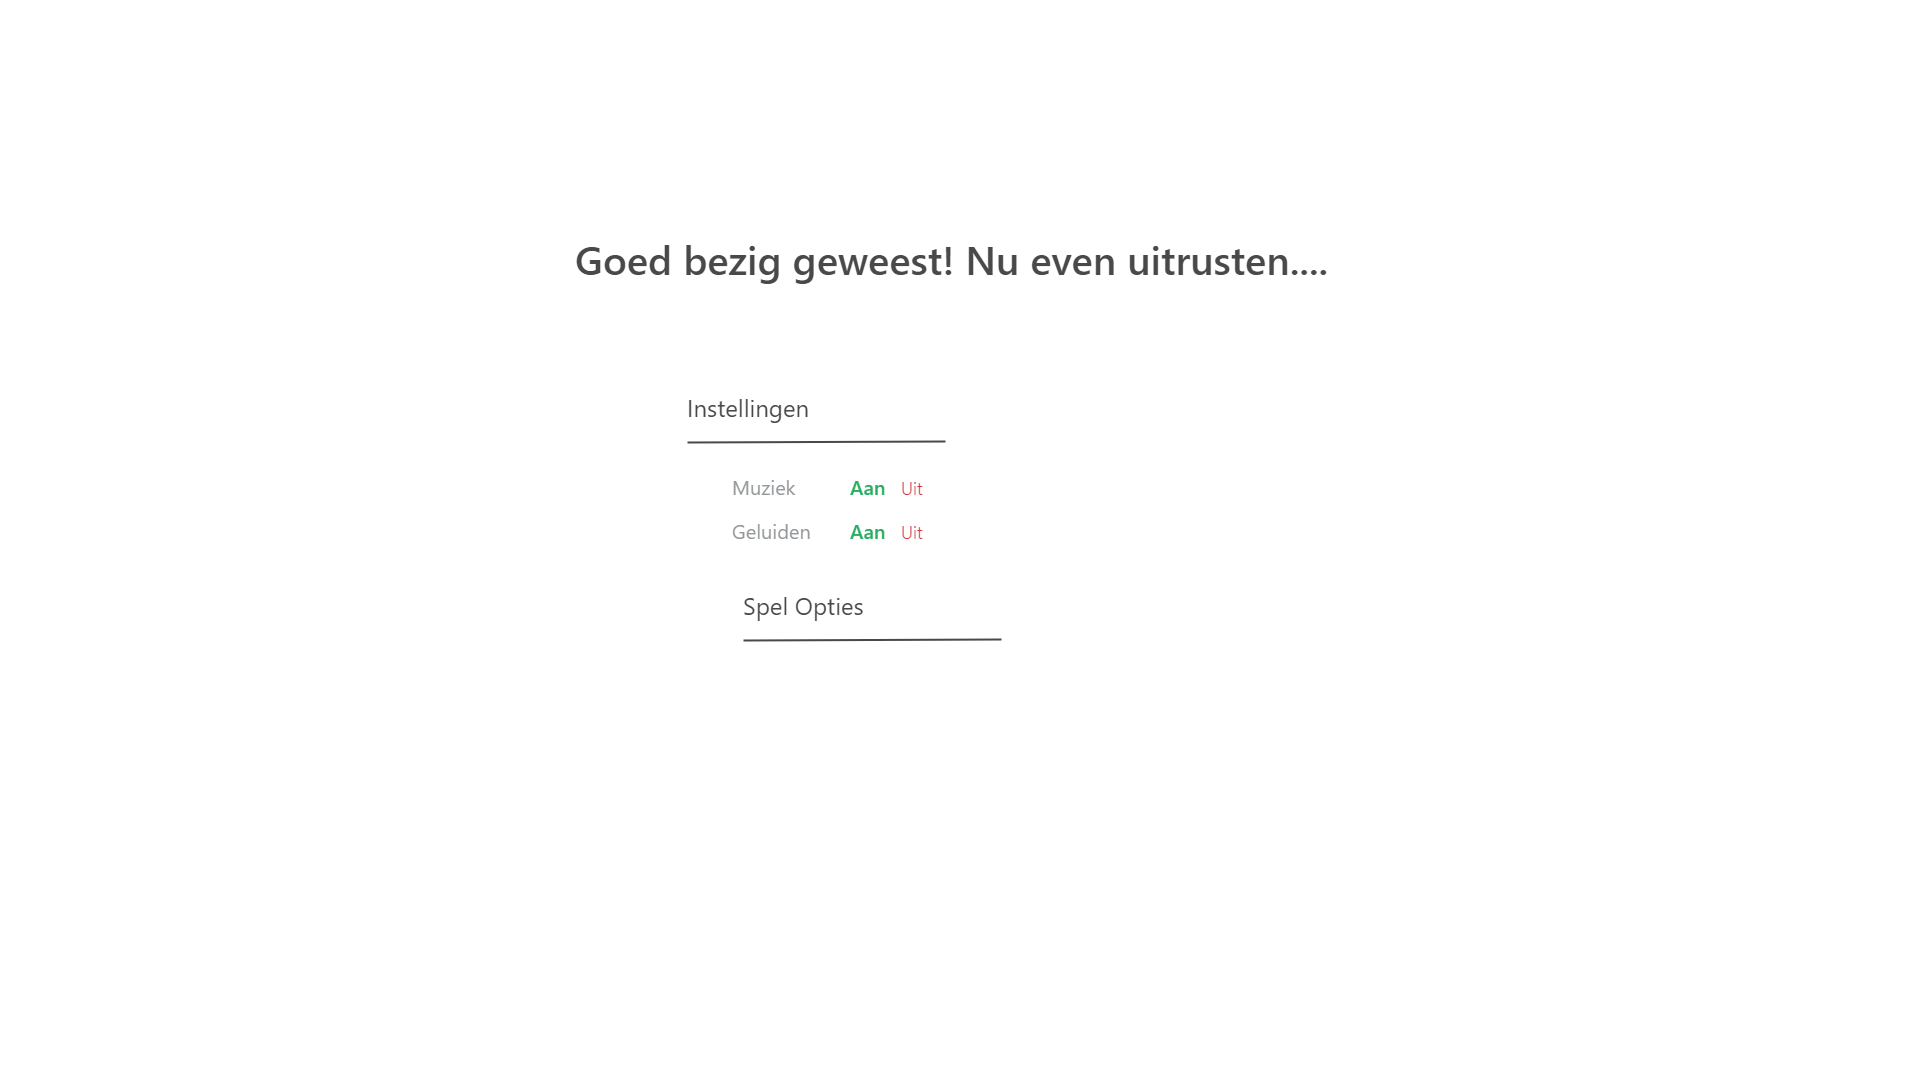 Goed bezig geweest! Nu even uitrusten....
Instellingen
Muziek Aan Uit
Geluiden Aan Uit
Spel Opties